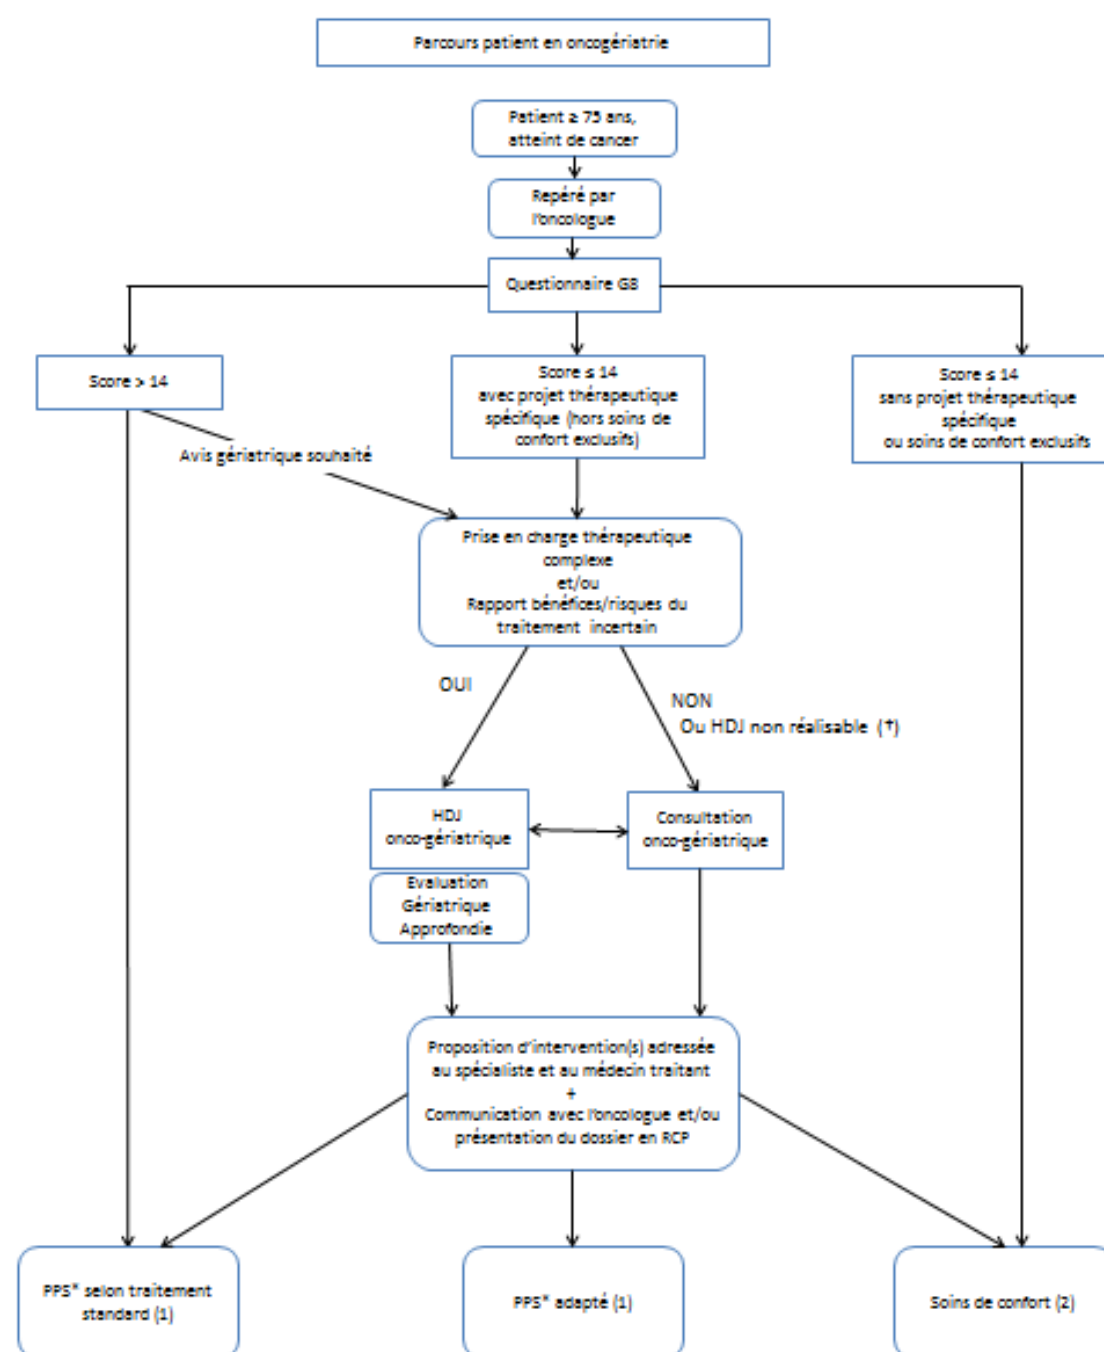 Parcours patient en oncogériatrie
Patient ≥ 75 ans,
atteint de cancer
Repéré par
l'oncologue
Questionnaire G8
Score > 14
Score ≤ 14
avec projet thérapeutique
spécifique (hors soins de
confort exclusifs)
Score ≤ 14
sans projet thérapeutique
spécifique
ou soins de confort exclusifs
Avis gériatrique souhaité
Prise en charge thérapeutique
complexe
et/ou
Rapport bénéfices/risques du
traitement incertain
OUI
NON
Ou HDJ non réalisable (†)
HDJ
onco-gériatrique
Consultation
onco-gériatrique
Evaluation
Gériatrique
Approfondie
Proposition d'intervention(s) adressée
au spécialiste et au médecin traitant
+
Communication avec l'oncologue et/ou
présentation du dossier en RCP
PPS* selon traitement
standard (1)
PPS* adapté (1)
Soins de confort (2)